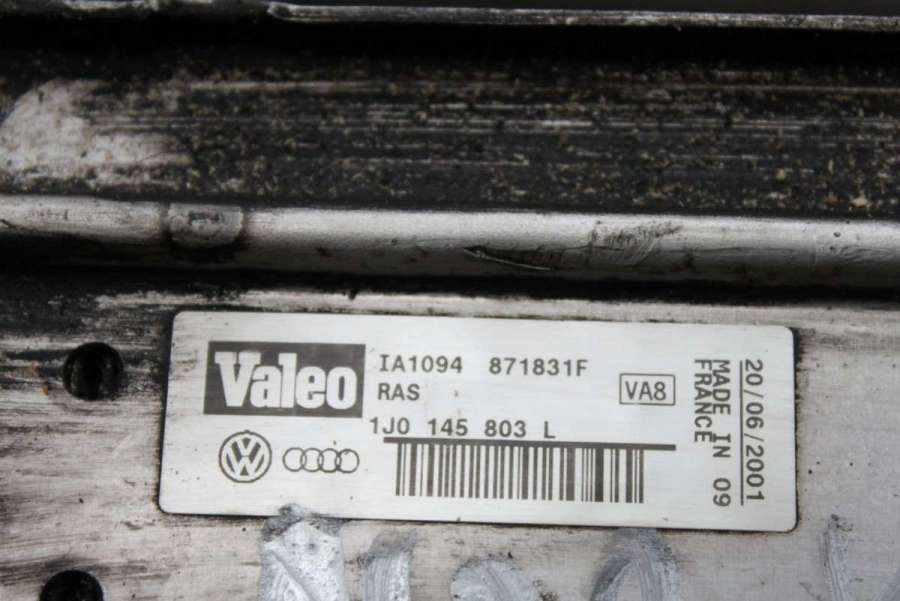 Valeo
IA1094 871831F
RAS
VA8
1J0 145 803 L
20/06/2001
MADE IN 09
FRANCE